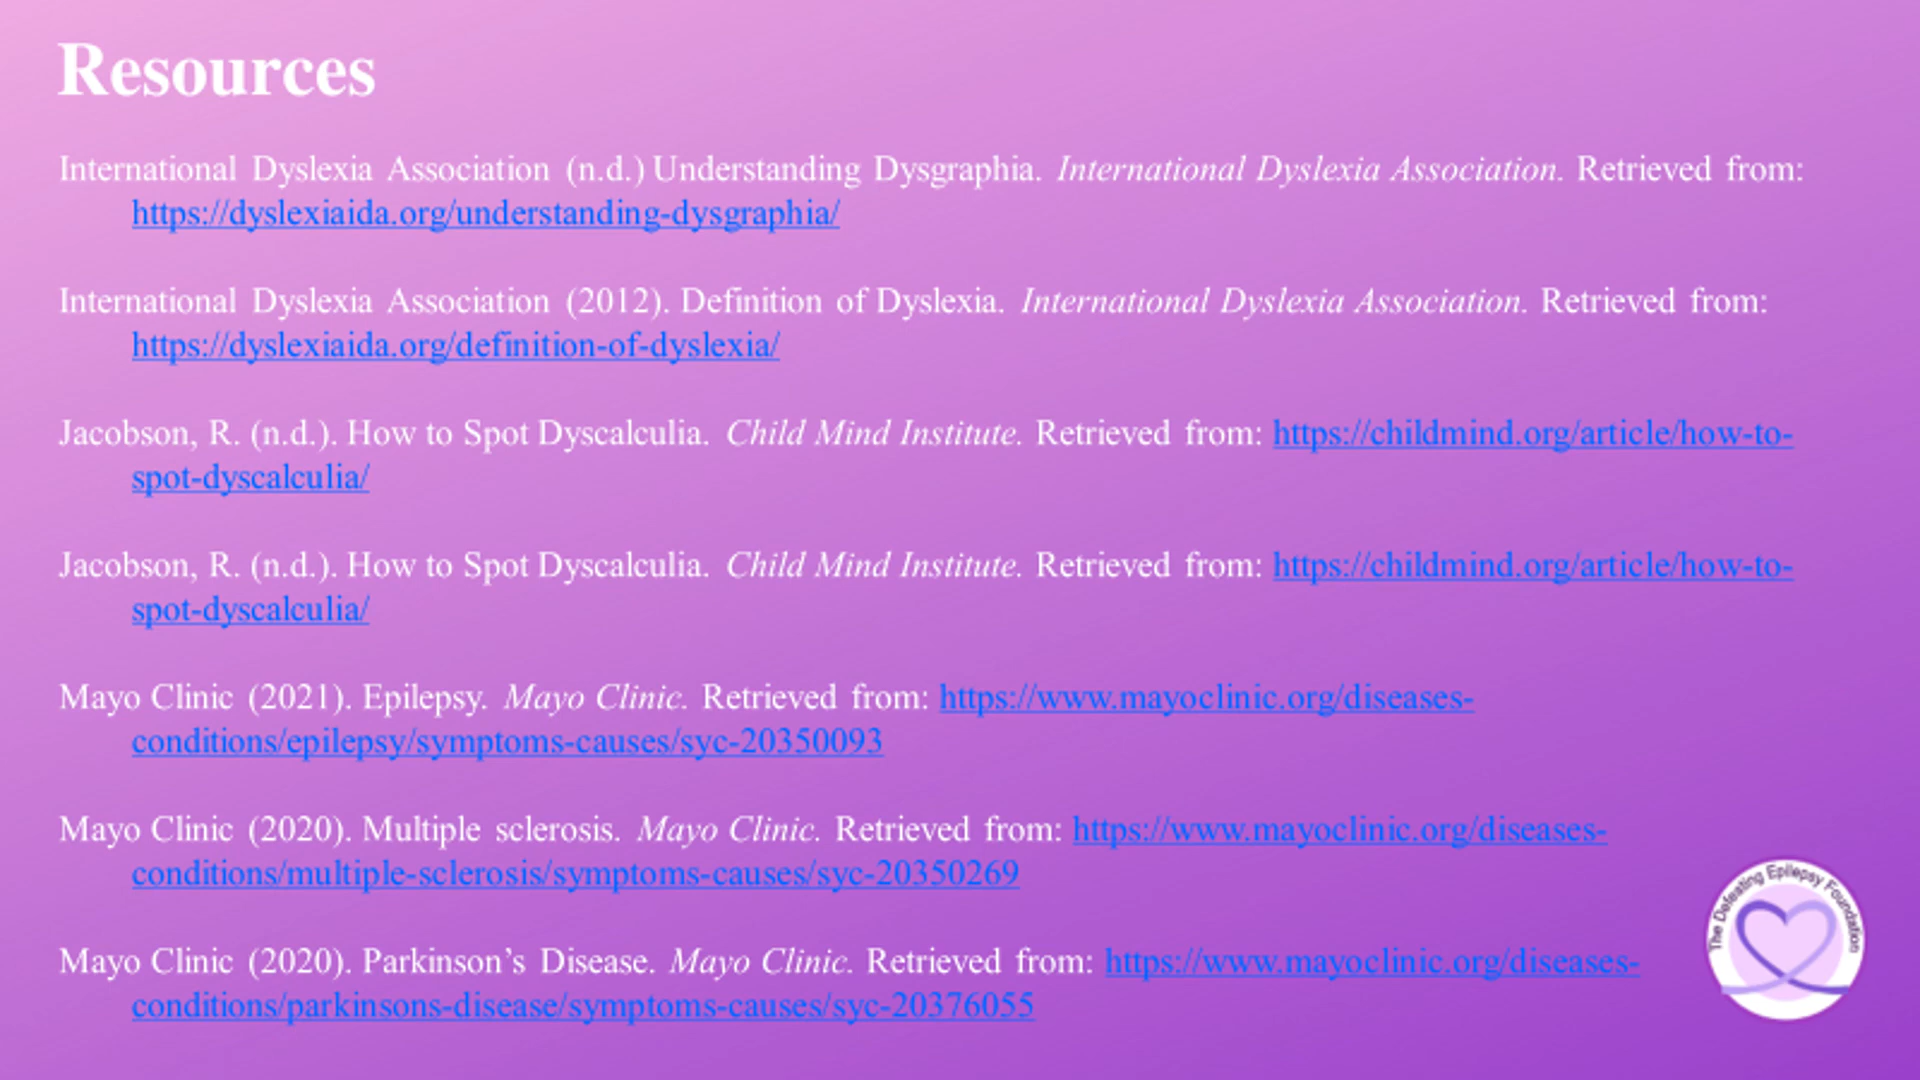 Resources
International Dyslexia Association (n.d.) Understanding Dysgraphia. International Dyslexia Association. Retrieved from:
https://dyslexiaida.org/understanding-dysgraphia/
International Dyslexia Association (2012). Definition of Dyslexia. International Dyslexia Association. Retrieved from:
https://dyslexiaida.org/definition-of-dyslexia/
Jacobson, R. (n.d.). How to Spot Dyscalculia. Child Mind Institute. Retrieved from: https://childmind.org/article/how-to-
spot-dyscalculia/
Jacobson, R. (n.d.). How to Spot Dyscalculia. Child Mind Institute. Retrieved from: https://childmind.org/article/how-to-
spot-dyscalculia/
Mayo Clinic (2021). Epilepsy. Mayo Clinic. Retrieved from: https://www.mayoclinic.org/diseases-
conditions/epilepsy/symptoms-causes/syc-20350093
Mayo Clinic (2020). Multiple sclerosis. Mayo Clinic. Retrieved from: https://www.mayoclinic.org/diseases-
conditions/multiple-sclerosis/symptoms-causes/syc-20350269
Mayo Clinic (2020). Parkinson’s Disease. Mayo Clinic. Retrieved from: https://www.mayoclinic.org/diseases-
conditions/parkinsons-disease/symptoms-causes/syc-20376055
The Defeating Epilepsy Foundation